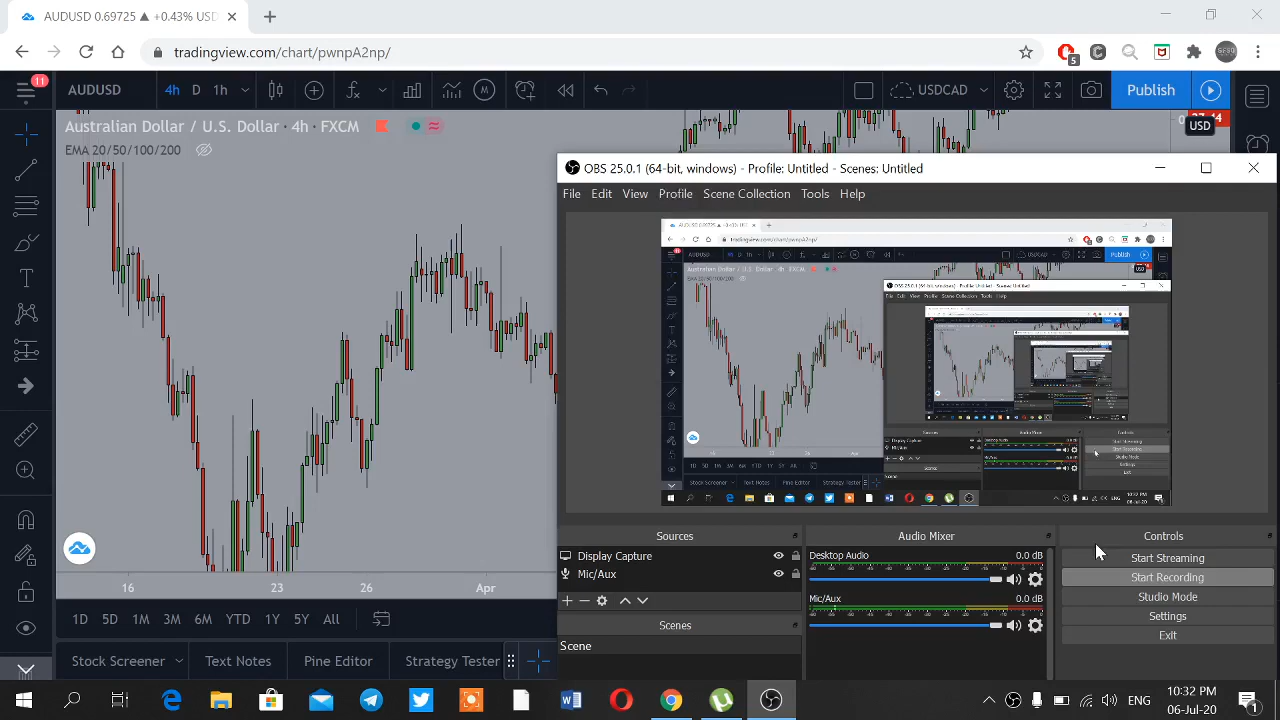 AUDUSD 0.69725 ▲ +0.43% USD
tradingview.com/chart/pwnpA2np/
5
11
AUDUSD
4h
D
1h
USDCAD
Publish
Australian Dollar / U.S. Dollar · 4h · FXCM
USD
EMA 20/50/100/200
OBS 25.0.1 (64-bit, windows) - Profile: Untitled - Scenes: Untitled
File
Edit
View
Profile
Scene Collection
Tools
Help
Sources
Audio Mixer
Controls
Display Capture
Mic/Aux
Desktop Audio
0.0 dB
Mic/Aux
0.0 dB
Start Streaming
Start Recording
Studio Mode
Settings
Exit
Scenes
Scene
16
23
26
Apr
1D
5D
1M
3M
6M
YTD
1Y
5
Stock Screener
Text Notes
Pine Editor
Strategy Tester
ENG
10:32 PM
06-Jul-20
1